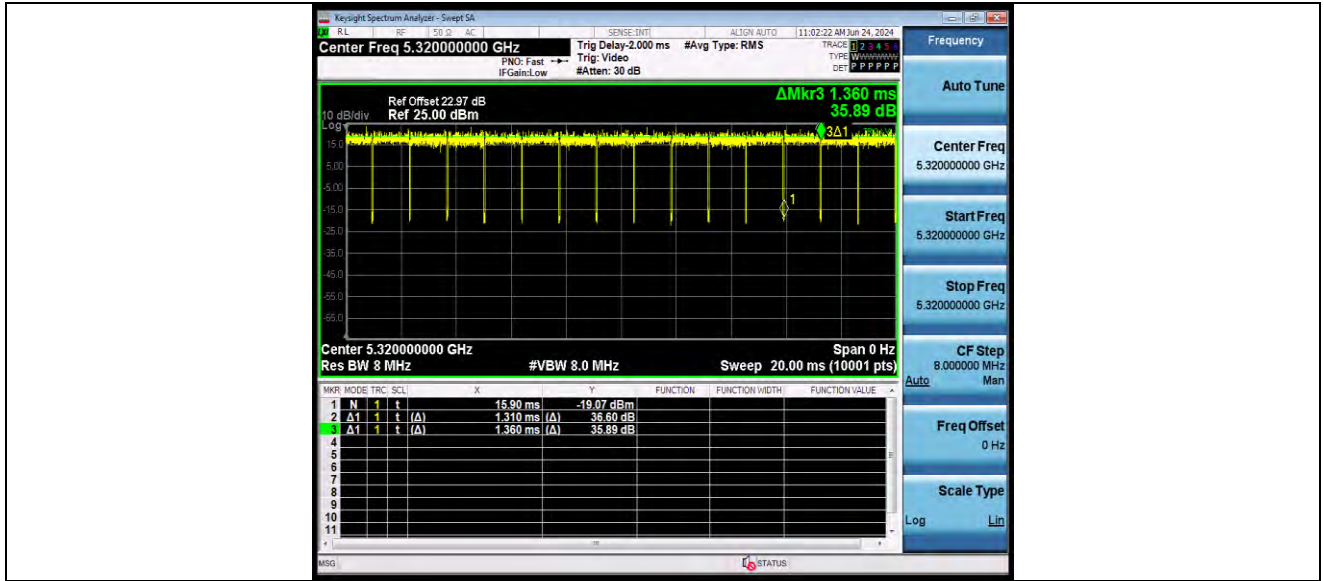 Keysight Spectrum Analyzer - Swept SA
RL RF 50 Ω AC SENSE:INT ALIGN AUTO 11:02:22 AM Jun 24, 2024
Center Freq 5.320000000 GHz Trig Delay-2.000 ms #Avg Type: RMS TRACE 1 2 3 4 5 6
PNO: Fast Trig: Video TYPE WWWWWW
IFGain:Low #Atten: 30 dB DET P P P P P P
ΔMkr3 1.360 ms
35.89 dB
Ref Offset 22.97 dB
10 dB/div Ref 25.00 dBm
Log
3Δ1
15.0
5.00
-5.00
1
-15.0
-25.0
-35.0
-45.0
-55.0
-65.0
Center 5.320000000 GHz Span 0 Hz
Res BW 8 MHz #VBW 8.0 MHz Sweep 20.00 ms (10001 pts)
MKR MODE TRC SCL X Y FUNCTION FUNCTION WIDTH FUNCTION VALUE
1 N 1 t 15.90 ms -19.07 dBm
2 Δ1 1 t (Δ) 1.310 ms (Δ) 36.60 dB
3 Δ1 1 t (Δ) 1.360 ms (Δ) 35.89 dB
4
5
6
7
8
9
10
11
MSG STATUS
Frequency
Auto Tune
Center Freq
5.320000000 GHz
Start Freq
5.320000000 GHz
Stop Freq
5.320000000 GHz
CF Step
8.000000 MHz
Auto Man
Freq Offset
0 Hz
Scale Type
Log Lin